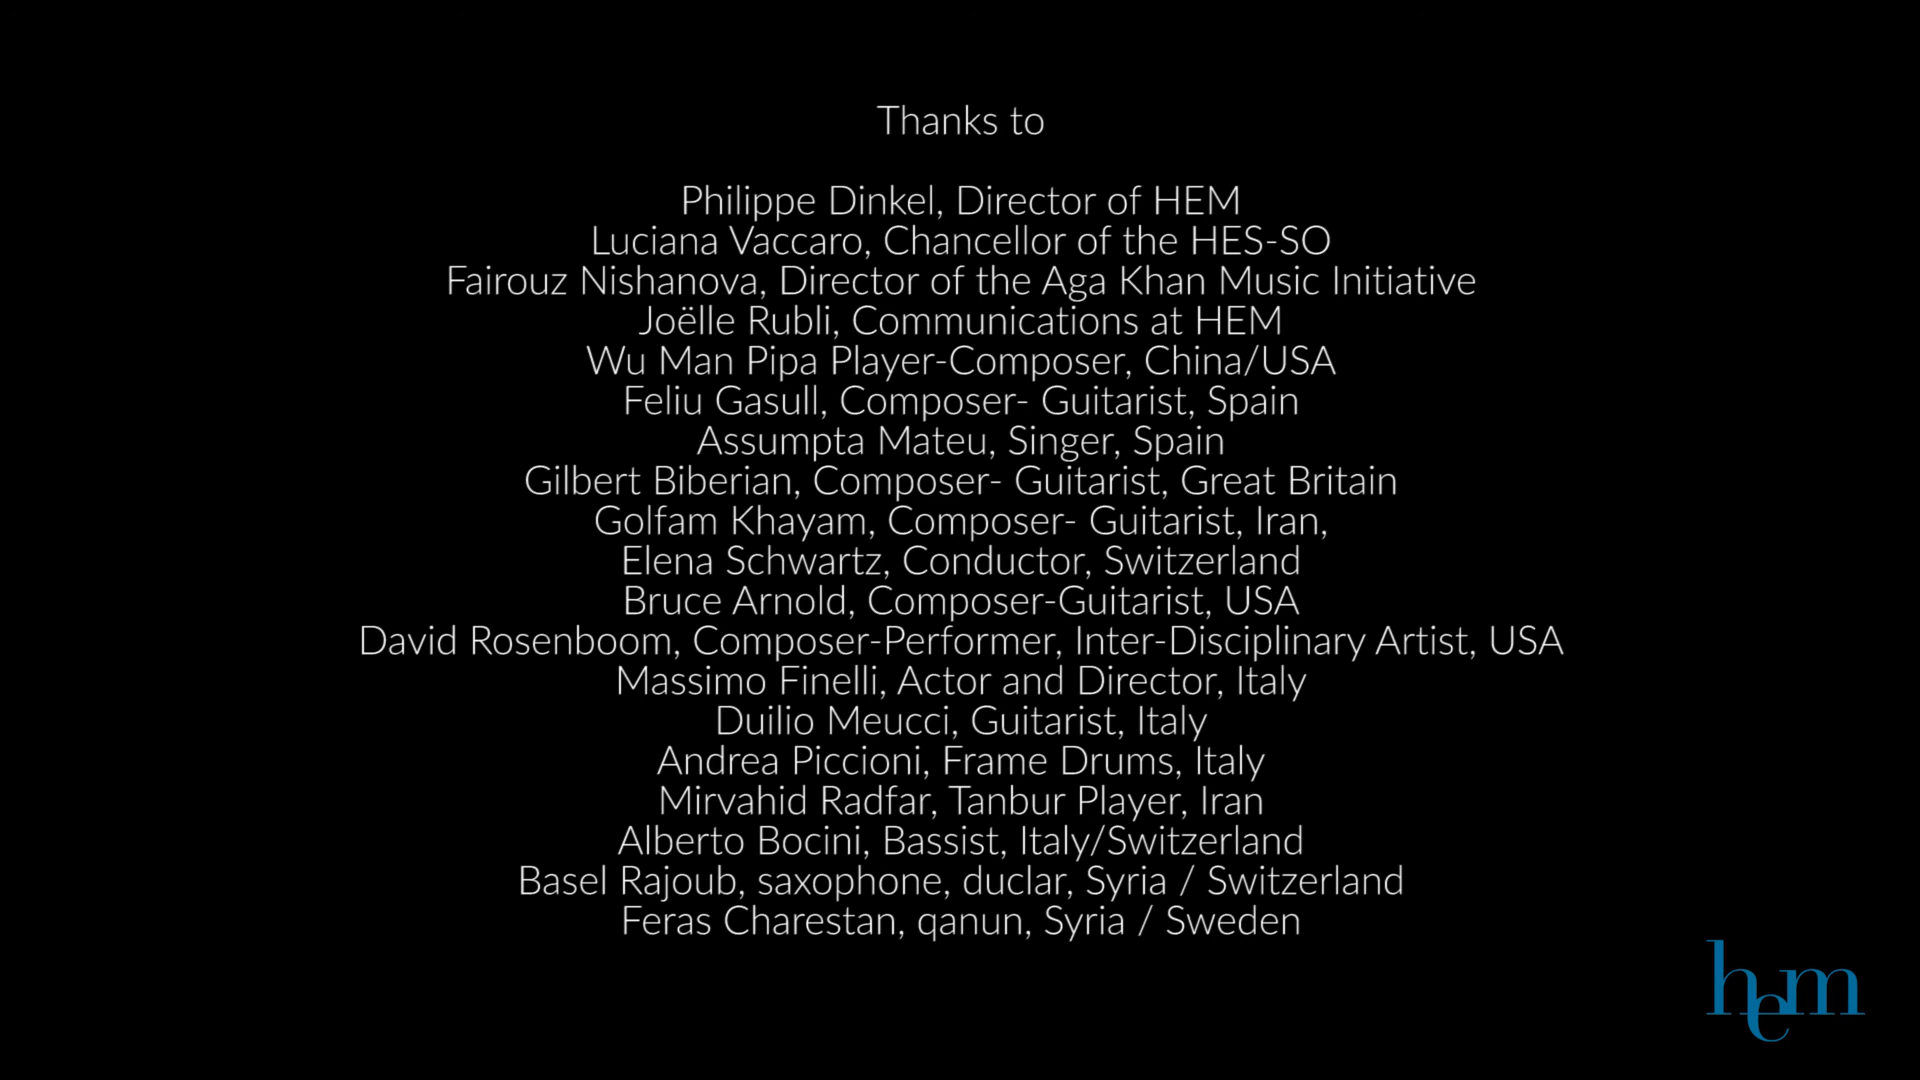 Thanks to
Philippe Dinkel, Director of HEM
Luciana Vaccaro, Chancellor of the HES-SO
Fairouz Nishanova, Director of the Aga Khan Music Initiative
Joëlle Rubli, Communications at HEM
Wu Man Pipa Player-Composer, China/USA
Feliu Gasull, Composer- Guitarist, Spain
Assumpta Mateu, Singer, Spain
Gilbert Biberian, Composer- Guitarist, Great Britain
Golfam Khayam, Composer- Guitarist, Iran,
Elena Schwartz, Conductor, Switzerland
Bruce Arnold, Composer-Guitarist, USA
David Rosenboom, Composer-Performer, Inter-Disciplinary Artist, USA
Massimo Finelli, Actor and Director, Italy
Duilio Meucci, Guitarist, Italy
Andrea Piccioni, Frame Drums, Italy
Mirvahid Radfar, Tanbur Player, Iran
Alberto Bocini, Bassist, Italy/Switzerland
Basel Rajoub, saxophone, duclar, Syria / Switzerland
Feras Charestan, qanun, Syria / Sweden
hem